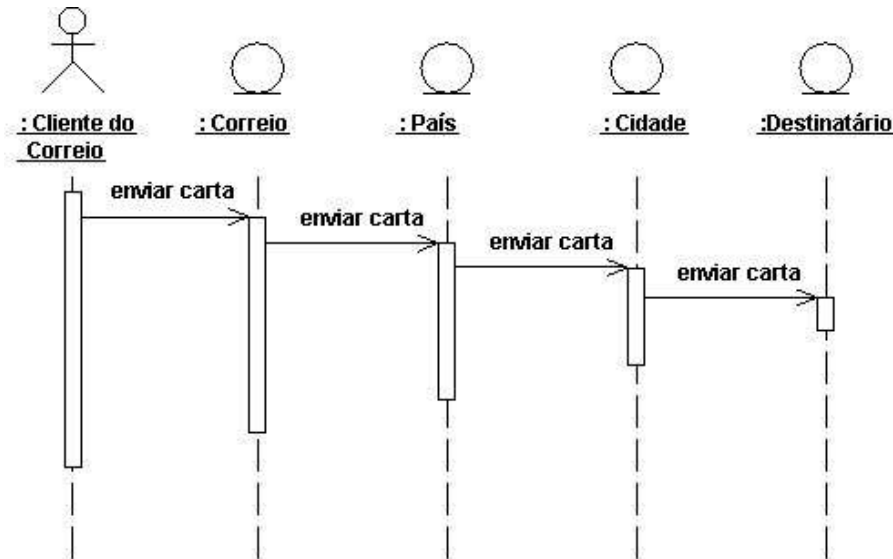 : Cliente do
Correio
: Correio
: País
: Cidade
:Destinatário
enviar carta
enviar carta
enviar carta
enviar carta